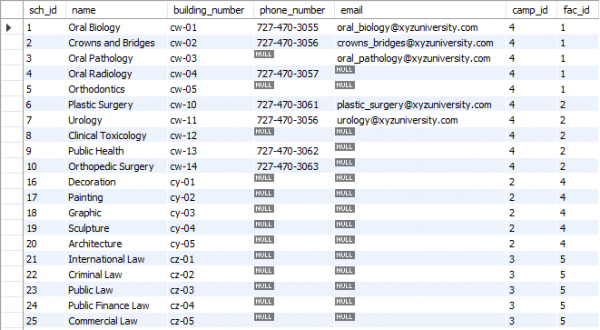 sch_id name building_number phone_number email camp_id fac_id
1 Oral Biology cw-01 727-470-3055 oral_biology@xyzuniversity.com 4 1
2 Crowns and Bridges cw-02 727-470-3056 crowns_bridges@xyzuniversity.com 4 1
3 Oral Pathology cw-03 NULL oral_pathology@xyzuniversity.com 4 1
4 Oral Radiology cw-04 727-470-3057 NULL 4 1
5 Orthodontics cw-05 NULL NULL 4 1
6 Plastic Surgery cw-10 727-470-3061 plastic_surgery@xyzuniversity.com 4 2
7 Urology cw-11 727-470-3056 urology@xyzuniversity.com 4 2
8 Clinical Toxicology cw-12 NULL NULL 4 2
9 Public Health cw-13 727-470-3062 NULL 4 2
10 Orthopedic Surgery cw-14 727-470-3063 NULL 4 2
16 Decoration cy-01 NULL NULL 2 4
17 Painting cy-02 NULL NULL 2 4
18 Graphic cy-03 NULL NULL 2 4
19 Sculpture cy-04 NULL NULL 2 4
20 Architecture cy-05 NULL NULL 2 4
21 International Law cz-01 NULL NULL 3 5
22 Criminal Law cz-02 NULL NULL 3 5
23 Public Law cz-03 NULL NULL 3 5
24 Public Finance Law cz-04 NULL NULL 3 5
25 Commercial Law cz-05 NULL NULL 3 5